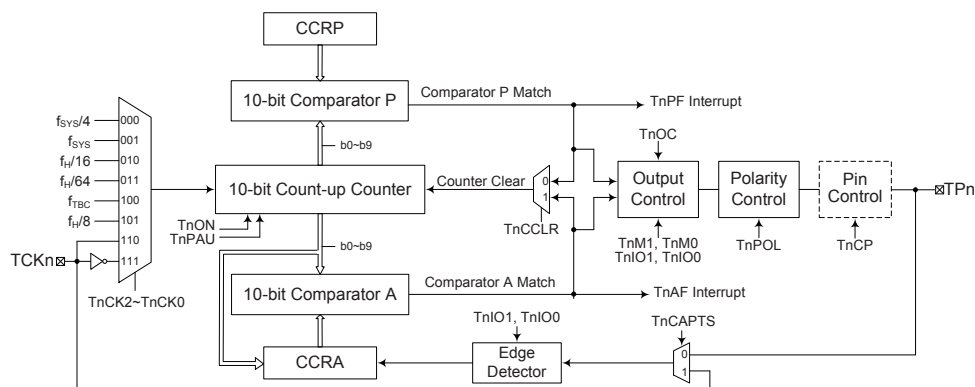 CCRP
10-bit Comparator P
Comparator P Match
TnPF Interrupt
fSYS/4
000
fSYS
001
fH/16
010
fH/64
011
fTBC
100
fH/8
101
110
111
TCKn
TnCK2~TnCK0
b0~b9
10-bit Count-up Counter
TnON
TnPAU
b0~b9
Counter Clear
0
1
TnCCLR
TnOC
Output
Control
TnM1, TnM0
TnIO1, TnIO0
Polarity
Control
TnPOL
Pin
Control
TnCP
TPn
10-bit Comparator A
Comparator A Match
TnAF Interrupt
CCRA
TnIO1, TnIO0
Edge
Detector
TnCAPTS
0
1